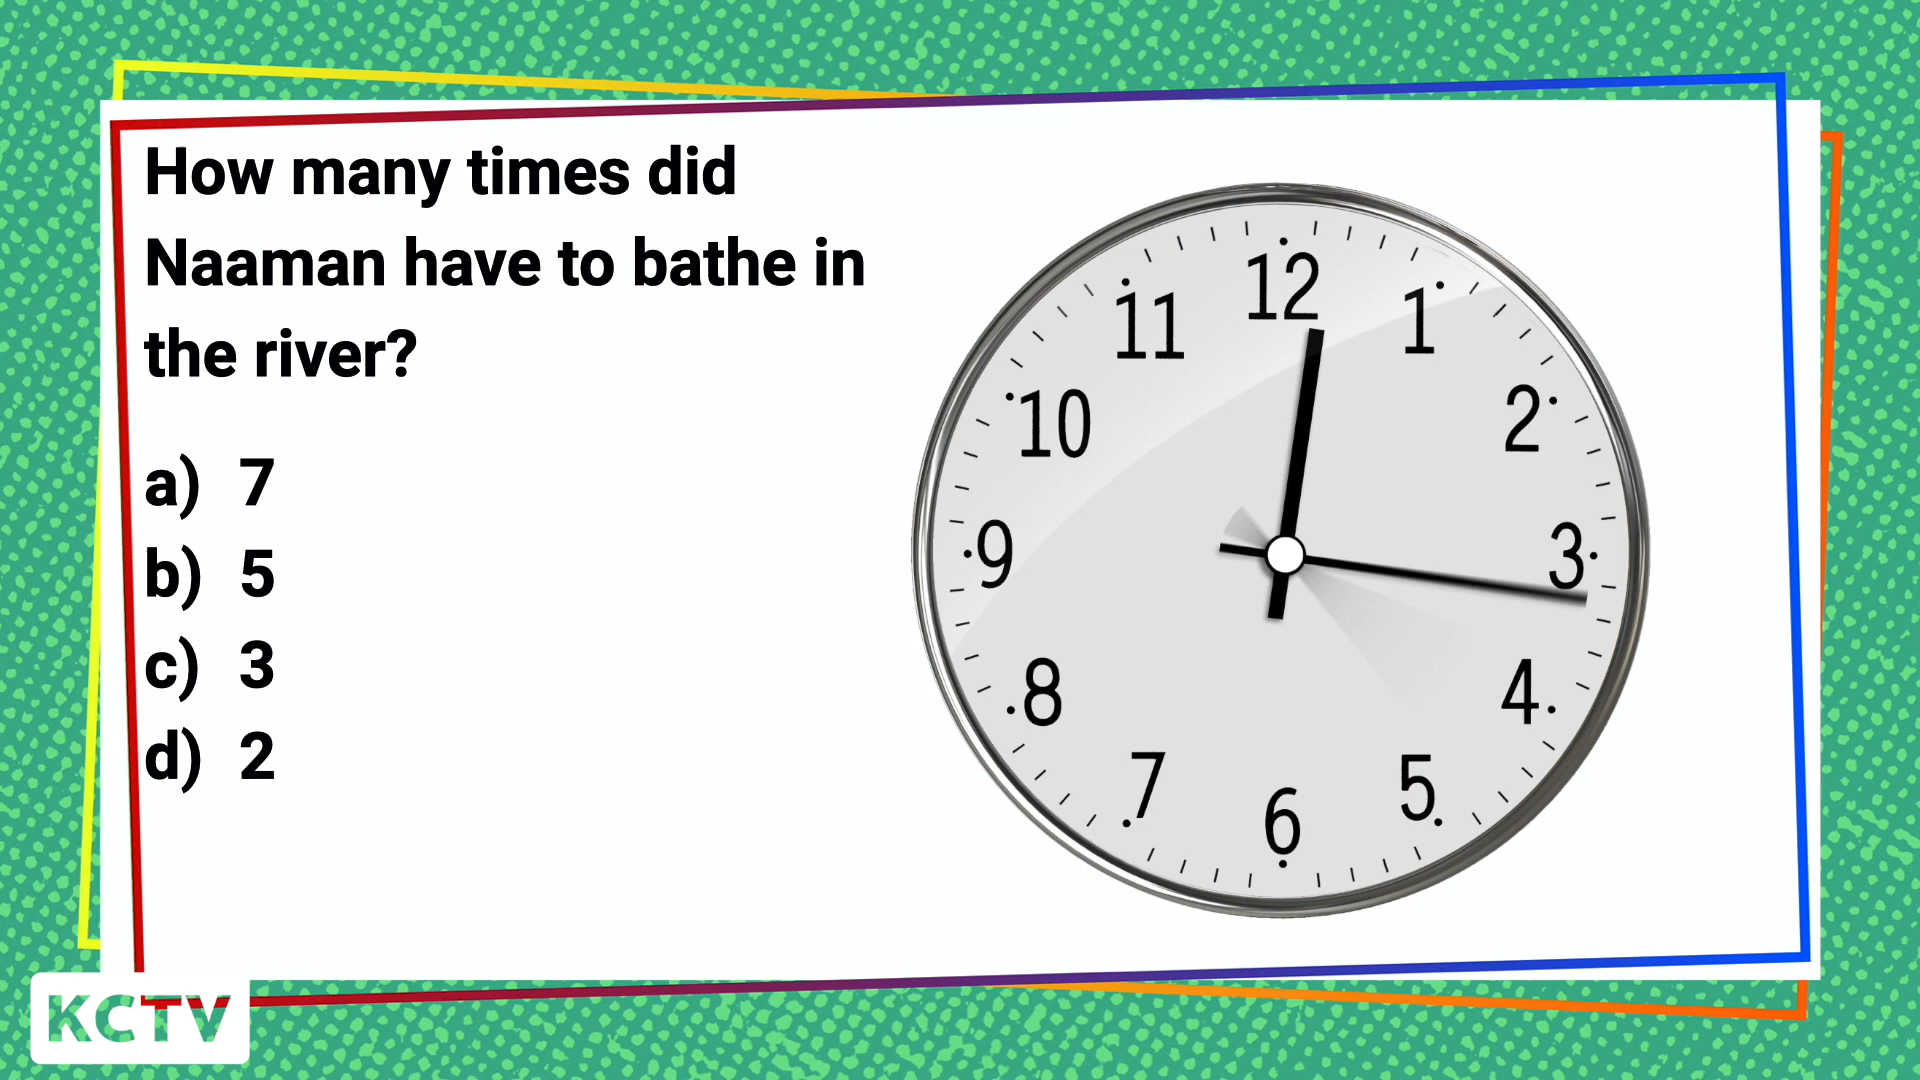 How many times did
Naaman have to bathe in
the river?
a) 7
b) 5
c) 3
d) 2
12
1
2
3
4
5
6
7
8
9
10
11
KCTV